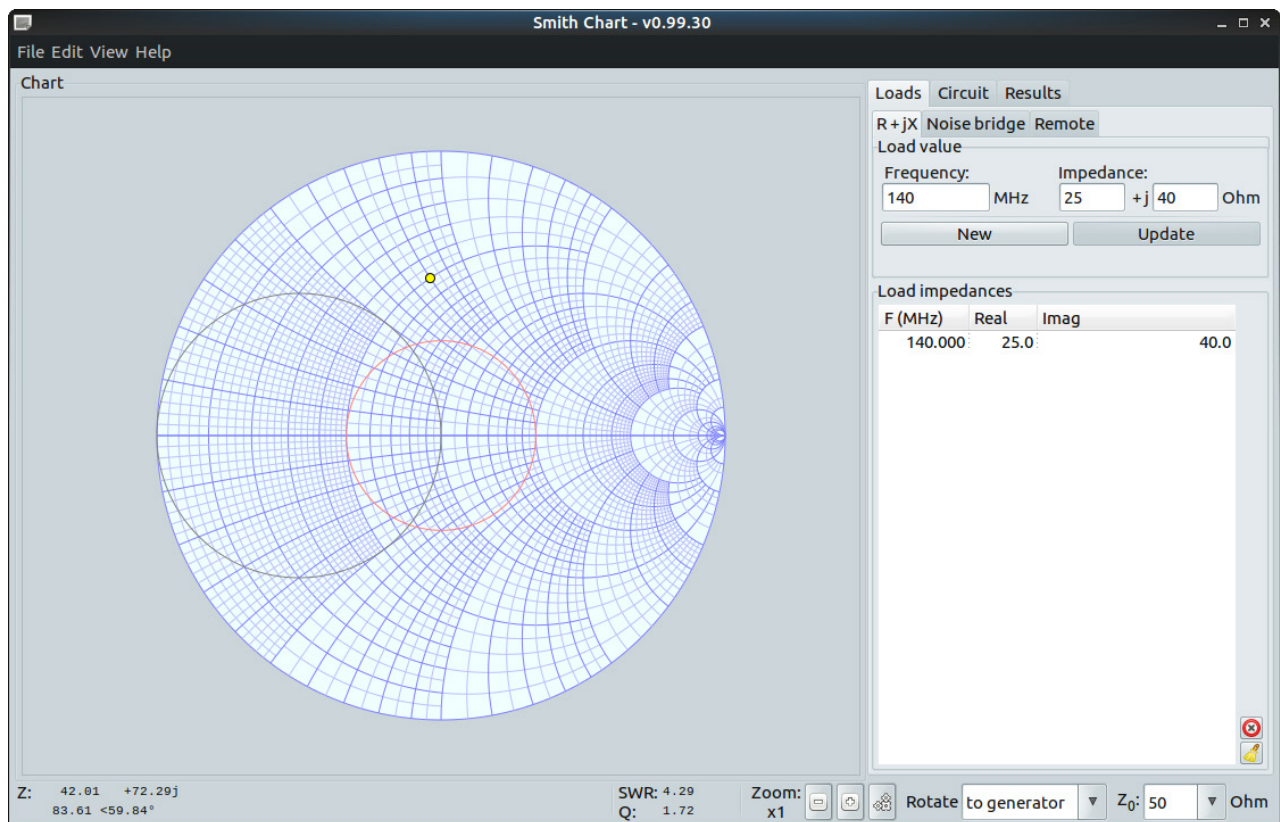 Smith Chart - v0.99.30
File Edit View Help
Chart
Loads Circuit Results
R + jX Noise bridge Remote
Load value
Frequency: Impedance:
140 MHz 25 +j 40 Ohm
New Update
Load impedances
F (MHz) Real Imag
140.000 25.0 40.0
Z: 42.01 +72.29j
83.61 <59.84°
SWR: 4.29
Q: 1.72
Zoom:
x1
Rotate to generator Z0: 50 Ohm